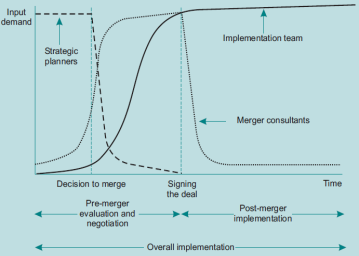 Input
demand
Strategic
planners
Implementation team
Merger consultants
Decision to merge
Signing
the deal
Time
Pre-merger
evaluation and
negotiation
Post-merger
implementation
Overall implementation